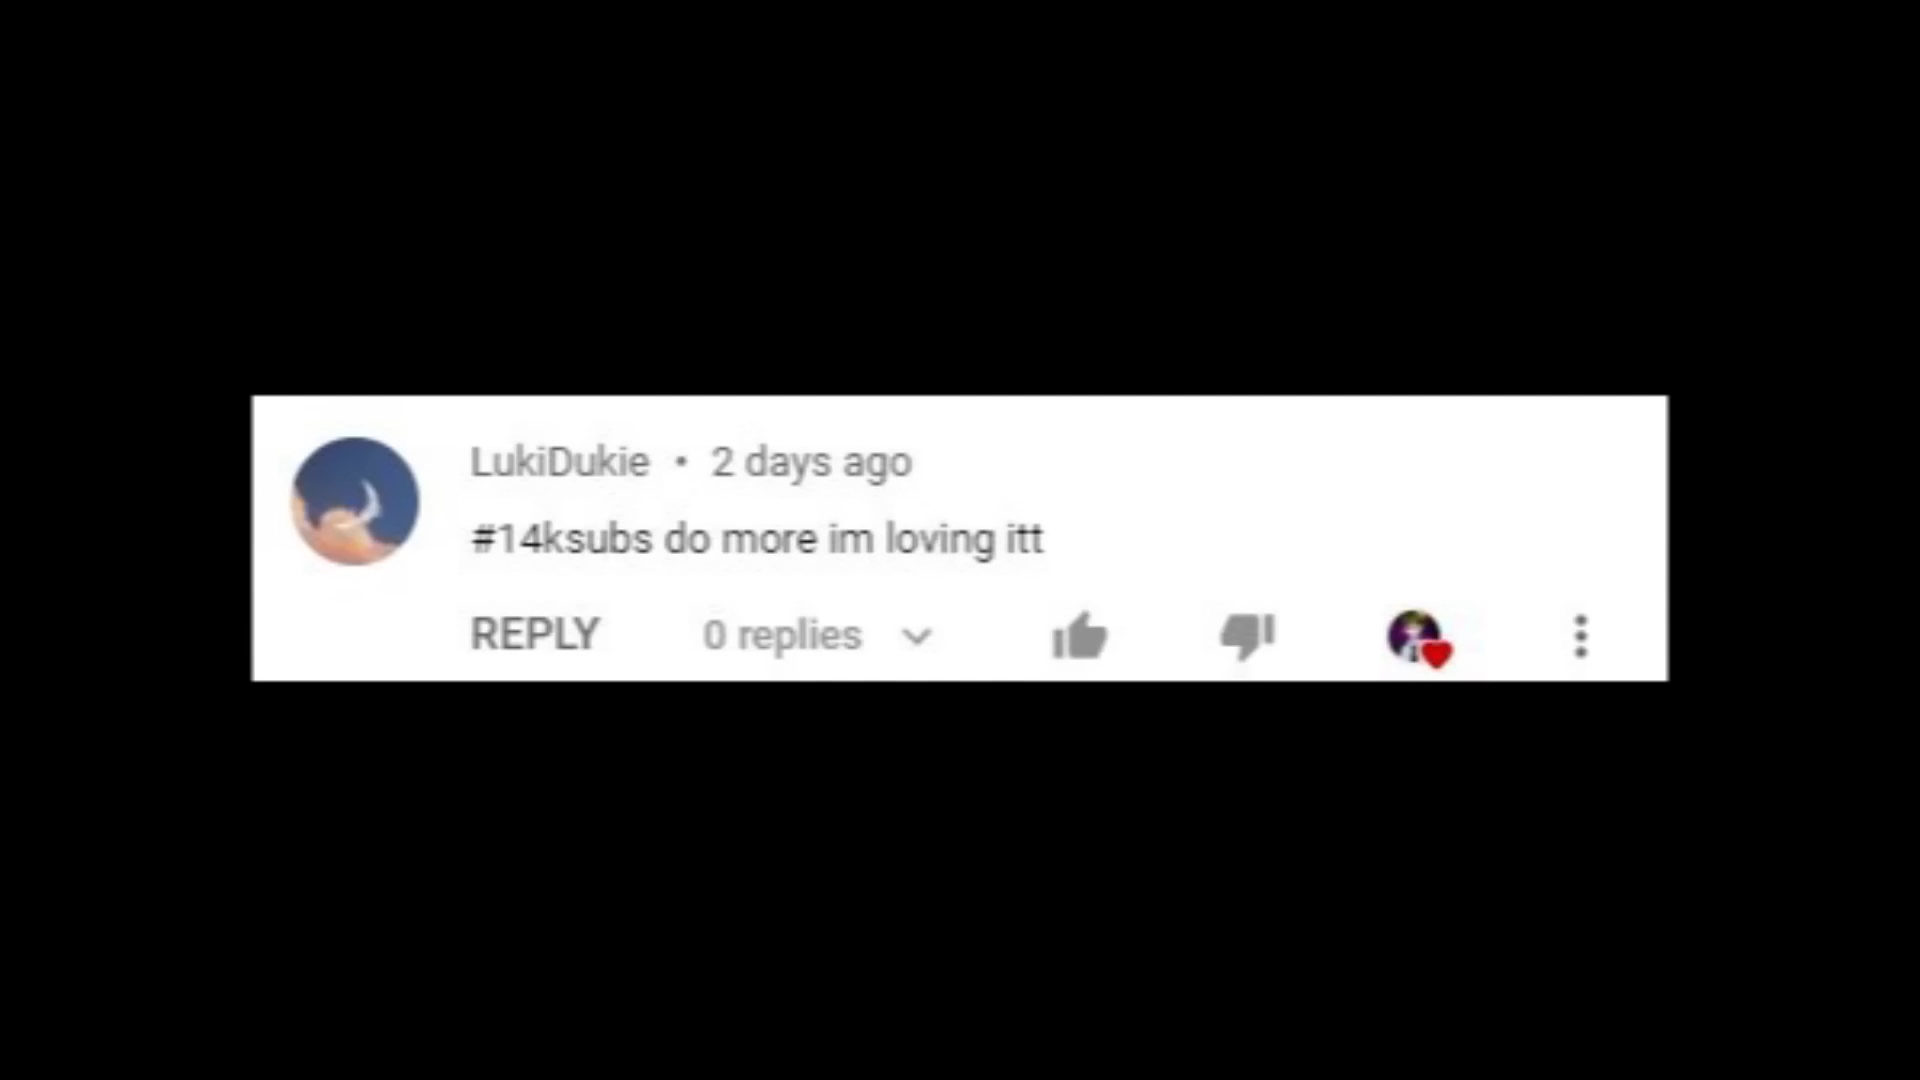 LukiDukie • 2 days ago
#14ksubs do more im loving itt
REPLY 0 replies